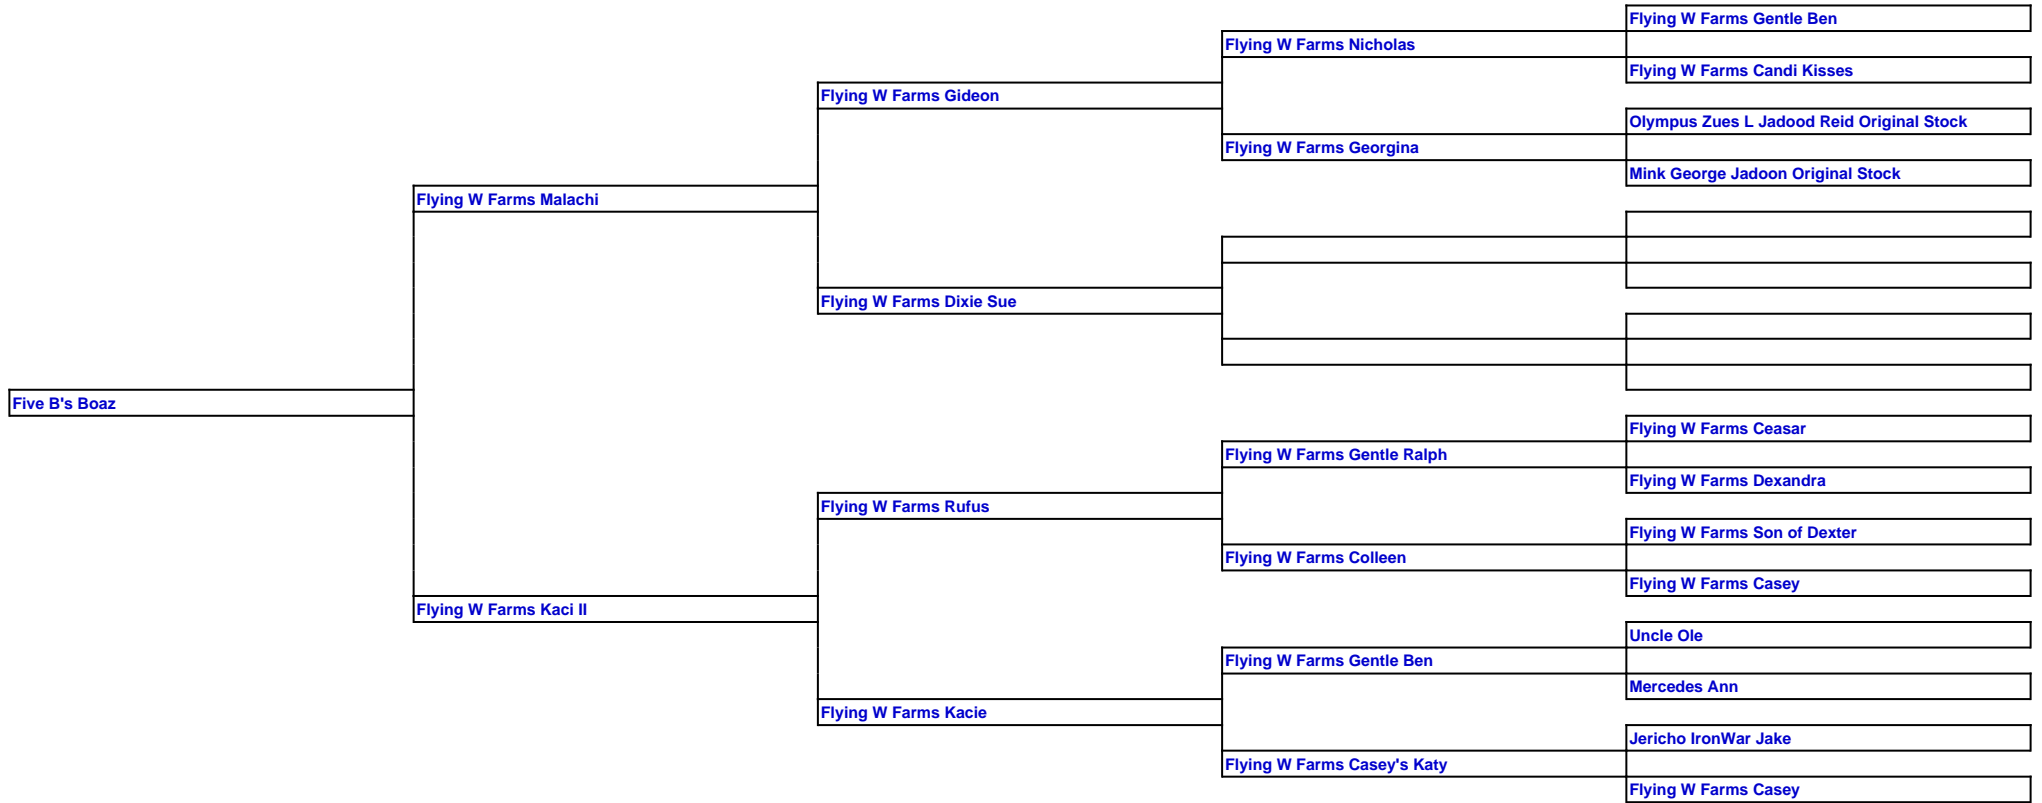 Flying W Farms Gentle Ben
Flying W Farms Nicholas
Flying W Farms Candi Kisses
Flying W Farms Gideon
Olympus Zues L Jadood Reid Original Stock
Flying W Farms Georgina
Mink George Jadoon Original Stock
Flying W Farms Malachi
Flying W Farms Dixie Sue
Five B's Boaz
Flying W Farms Ceasar
Flying W Farms Gentle Ralph
Flying W Farms Dexandra
Flying W Farms Rufus
Flying W Farms Son of Dexter
Flying W Farms Colleen
Flying W Farms Casey
Flying W Farms Kaci II
Uncle Ole
Flying W Farms Gentle Ben
Mercedes Ann
Flying W Farms Kacie
Jericho IronWar Jake
Flying W Farms Casey's Katy
Flying W Farms Casey